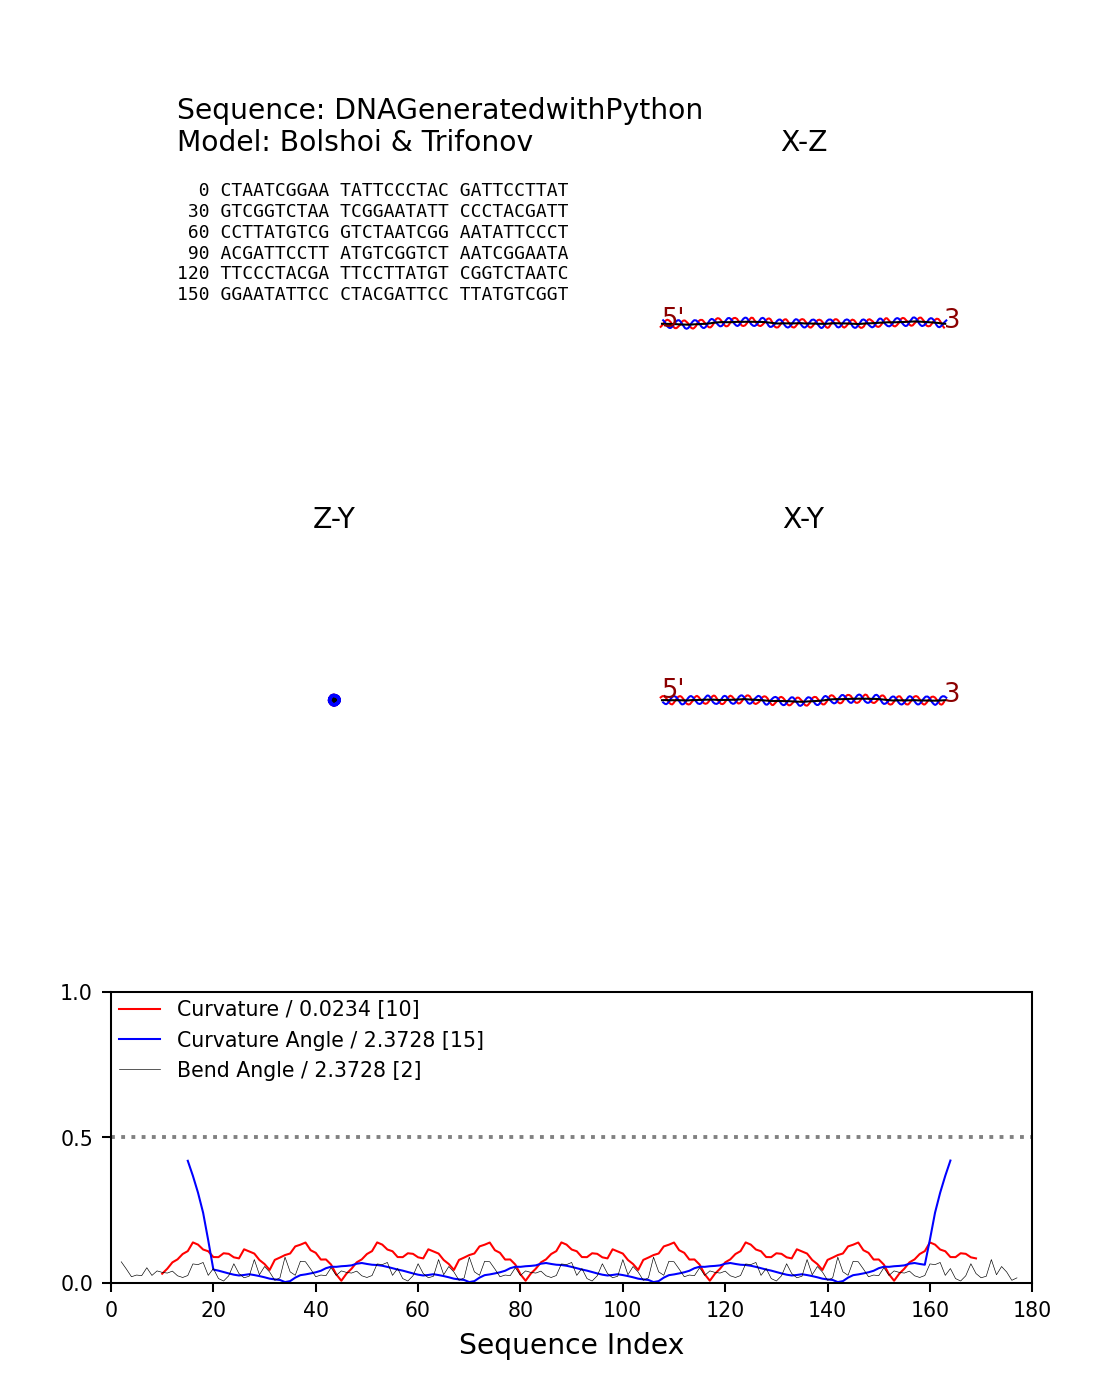 Sequence: DNAGeneratedwithPython
Model: Bolshoi & Trifonov
X-Z
0 CTAATCGGAA TATTCCCTAC GATTCCTTAT
30 GTCGGTCTAA TCGGAATATT CCCTACGATT
60 CCTTATGTCG GTCTAATCGG AATATTCCCT
90 ACGATTCCTT ATGTCGGTCT AATCGGAATA
120 TTCCCTACGA TTCCTTATGT CGGTCTAATC
150 GGAATATTCC CTACGATTCC TTATGTCGGT
5'
3
Z-Y
X-Y
5'
3
1.0
Curvature / 0.0234 [10]
Curvature Angle / 2.3728 [15]
Bend Angle / 2.3728 [2]
0.5
0.0
0 20 40 60 80 100 120 140 160 180
Sequence Index